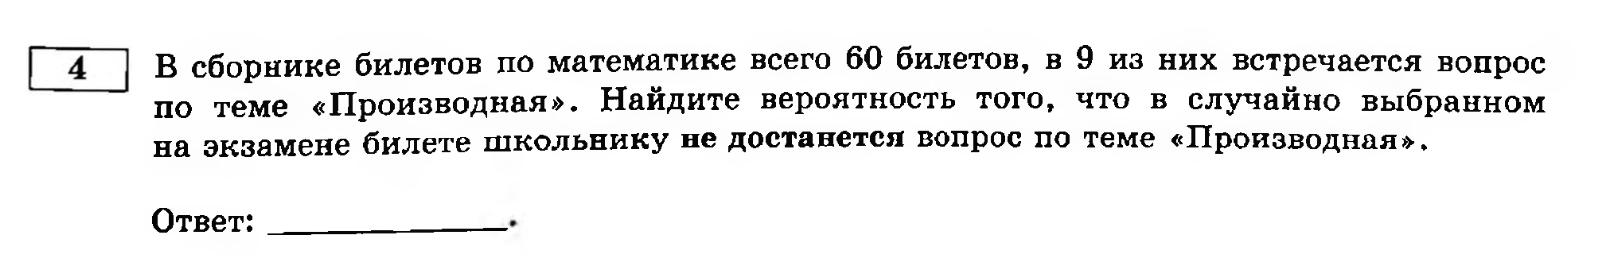 4
В сборнике билетов по математике всего 60 билетов, в 9 из них встречается вопрос
по теме «Производная». Найдите вероятность того, что в случайно выбранном
на экзамене билете школьнику не достанется вопрос по теме «Производная».
Ответ: ____________.